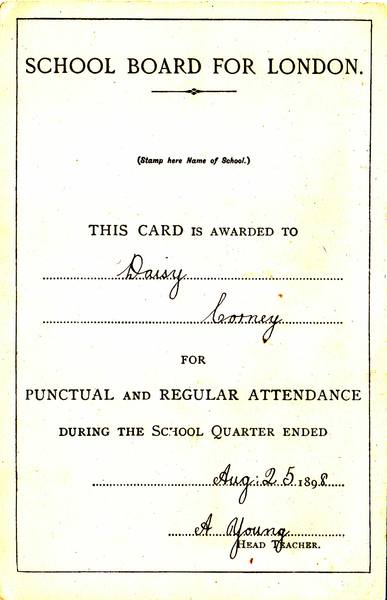 SCHOOL BOARD FOR LONDON.
(Stamp here Name of School.)
THIS CARD IS AWARDED TO
Daisy
Corney
FOR
PUNCTUAL AND REGULAR ATTENDANCE
DURING THE SCHOOL QUARTER ENDED
Aug: 25 1898
A Young
HEAD TEACHER.